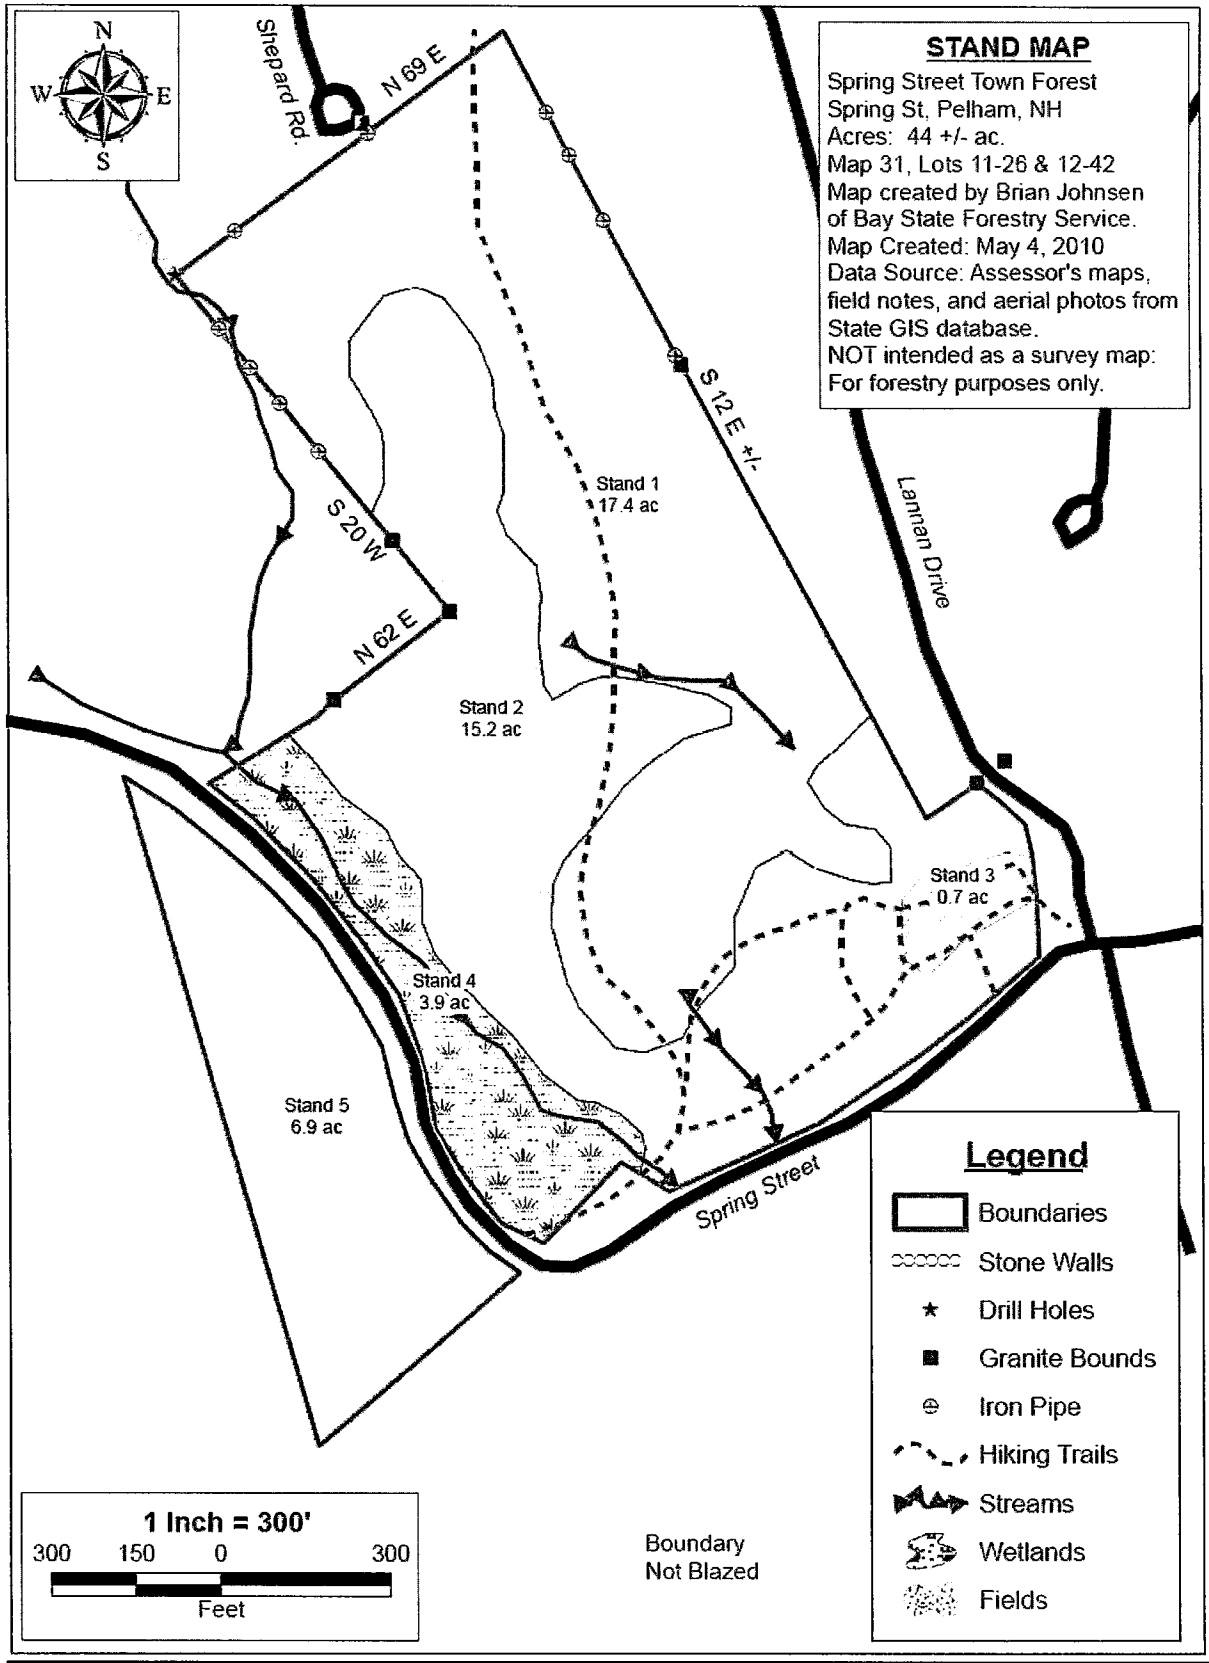 N
W
E
S
Shepard Rd.
N 69 E
STAND MAP
Spring Street Town Forest
Spring St, Pelham, NH
Acres: 44 +/- ac.
Map 31, Lots 11-26 & 12-42
Map created by Brian Johnsen
of Bay State Forestry Service.
Map Created: May 4, 2010
Data Source: Assessor's maps,
field notes, and aerial photos from
State GIS database.
NOT intended as a survey map:
For forestry purposes only.
S 12 E +/-
Stand 1
17.4 ac
Lannan Drive
S 20 W
N 62 E
Stand 2
15.2 ac
Stand 3
0.7 ac
Stand 4
3.9 ac
Stand 5
6.9 ac
Spring Street
Legend
Boundaries
Stone Walls
Drill Holes
Granite Bounds
Iron Pipe
Hiking Trails
Streams
Wetlands
Fields
1 Inch = 300'
300 150 0 300
Feet
Boundary
Not Blazed